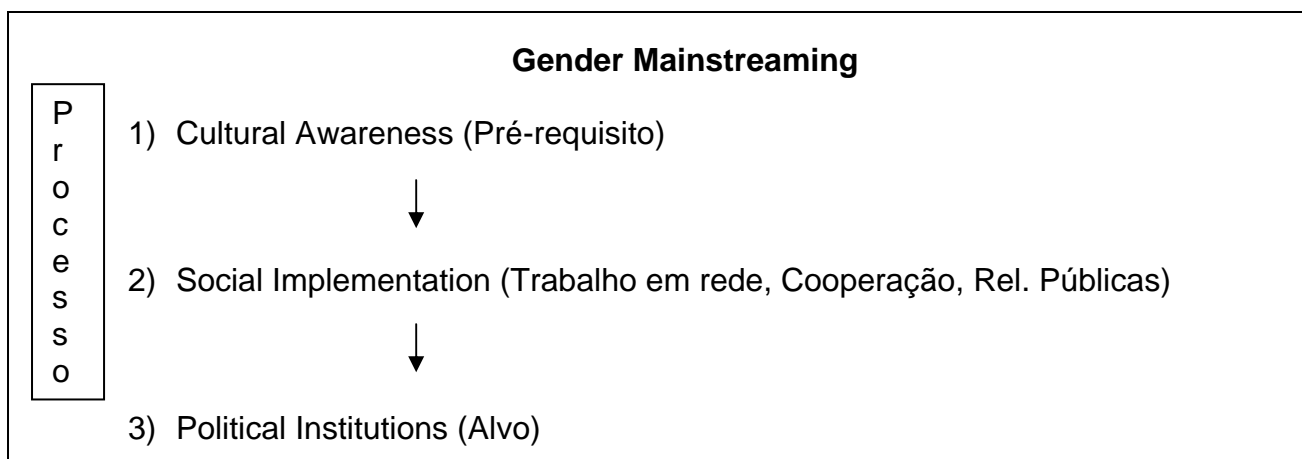 Gender Mainstreaming
Processo
1) Cultural Awareness (Pré-requisito)
2) Social Implementation (Trabalho em rede, Cooperação, Rel. Públicas)
3) Political Institutions (Alvo)